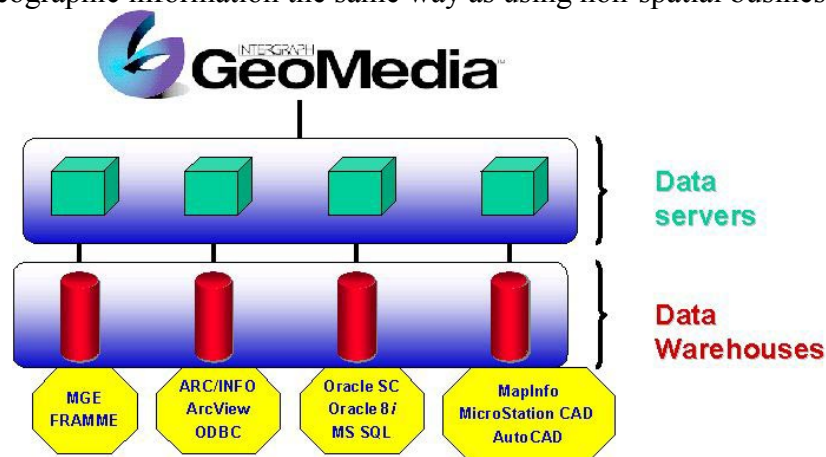 eographic information the same way as using non-spatial busines
INTERGRAPH
GeoMedia™
Data
servers
Data
Warehouses
MGE
FRAMME
ARC/INFO
ArcView
ODBC
Oracle SC
Oracle 8i
MS SQL
MapInfo
MicroStation CAD
AutoCAD